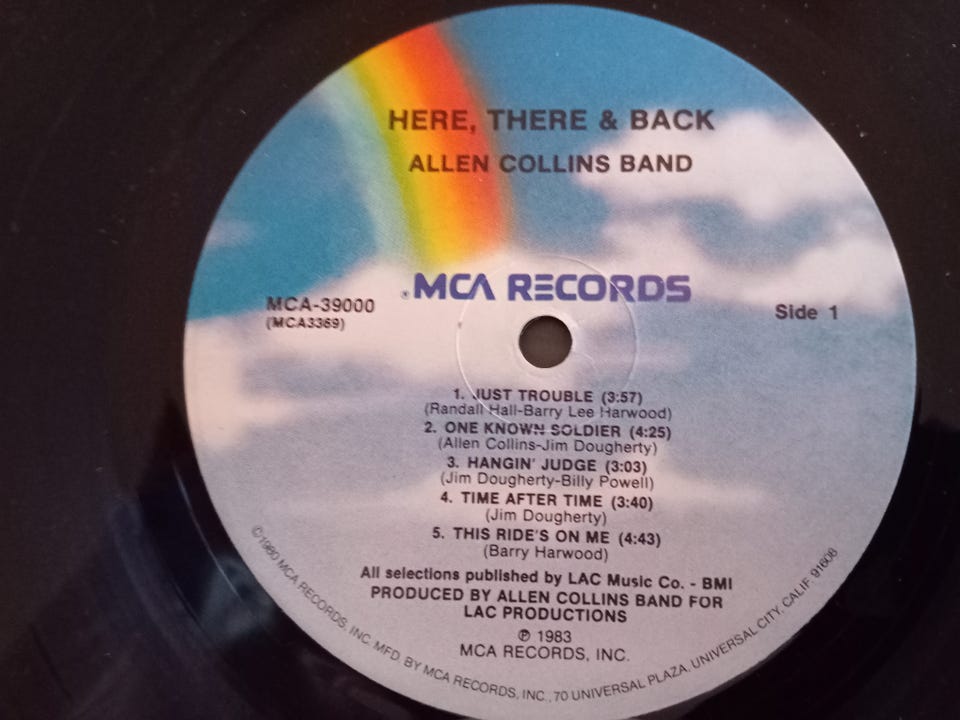 HERE, THERE & BACK
ALLEN COLLINS BAND
®MCA RECORDS
MCA-39000
(MCA3369)
Side 1
1. JUST TROUBLE (3:57)
(Randall Hall-Barry Lee Harwood)
2. ONE KNOWN SOLDIER (4:25)
(Allen Collins-Jim Dougherty)
3. HANGIN' JUDGE (3:03)
(Jim Dougherty-Billy Powell)
4. TIME AFTER TIME (3:40)
(Jim Dougherty)
5. THIS RIDE'S ON ME (4:43)
(Barry Harwood)
All selections published by LAC Music Co. - BMI
PRODUCED BY ALLEN COLLINS BAND FOR
LAC PRODUCTIONS
℗ 1983
MCA RECORDS, INC.
©1980 MCA RECORDS, INC. MFD. BY MCA RECORDS, INC., 70 UNIVERSAL PLAZA, UNIVERSAL CITY, CALIF. 91608